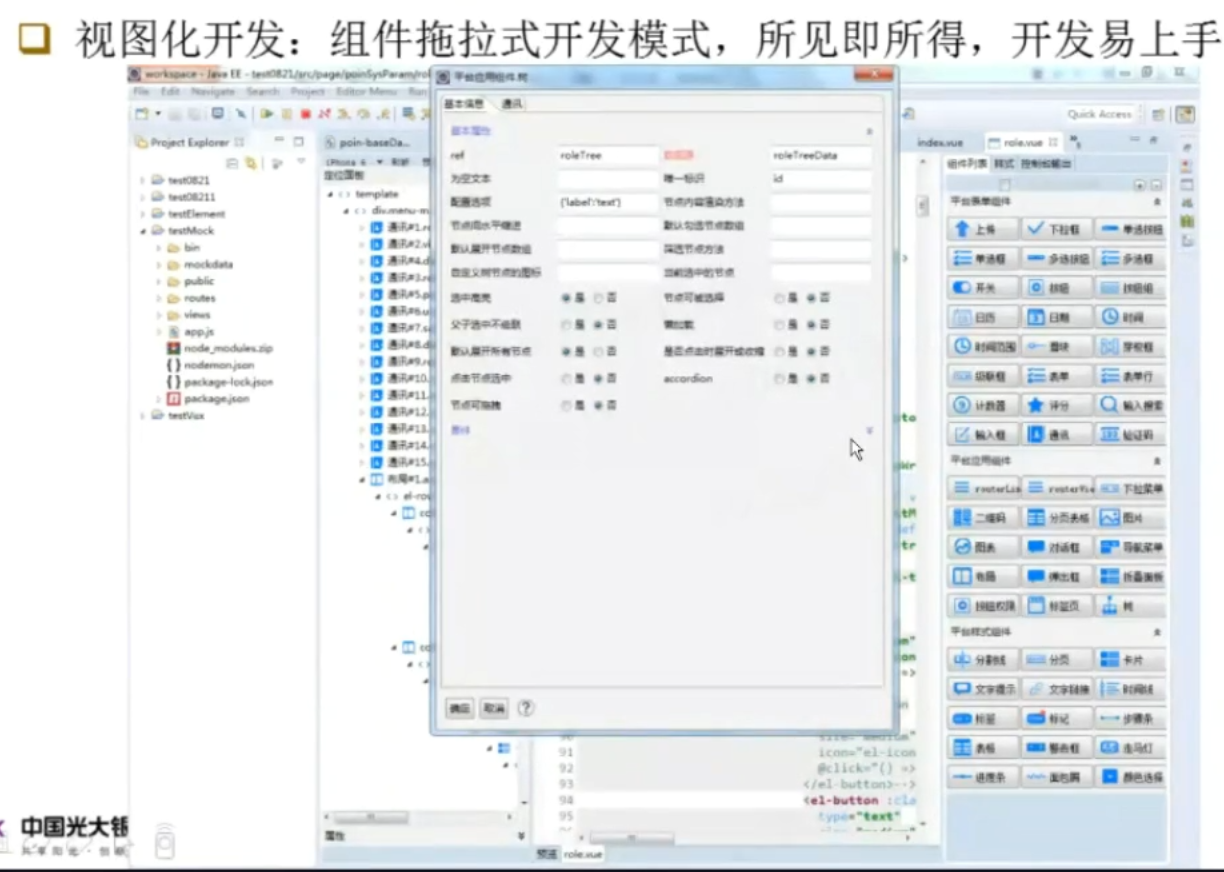 视图化开发：组件拖拉式开发模式，所见即所得，开发易上手
workspace - Java EE - test0821/src/page/poinSysParam/rol
平台应用组件 树
File Edit Navigate Search Project Editor Menu Run
Quick Access
Project Explorer
test0821
test08211
testElement
testMock
bin
mockdata
public
routes
views
app.js
node_modules.zip
nodemon.json
package-lock.json
package.json
testVux
poin-baseDa...
iPhone 6
定位面板
template
div.menu-m
通讯#1.r
通讯#2.v
通讯#4.d
通讯#3.r
通讯#5.p
通讯#6.u
通讯#7.s
通讯#8.d
通讯#9.r
通讯#10.
通讯#11.
通讯#12.
通讯#13.
通讯#14.
通讯#15.
布局#1.a
el-rov
属性
基本信息 通讯
基本属性
ref roleTree roleTreeData
为空文本 唯一标识 id
配置选项 {'label':'text'} 节点内容渲染方法
节点间水平缩进 默认勾选节点数组
默认展开节点数组 筛选节点方法
自定义树节点的图标 当前选中的节点
选中高亮 是 否 节点可被选择 是 否
父子选中不级联 是 否 懒加载 是 否
默认展开所有节点 是 否 是否点击时展开或收缩 是 否
点击节点选中 是 否 accordion 是 否
节点可拖拽 是 否
确定 取消
index.vue role.vue
组件列表 样式
平台表单组件
上传 下拉框 单选按钮
单选框 多选按钮 多选框
开关 按钮 按钮组
日历 日期 时间
时间范围 滑块 穿梭框
级联框 表单 表单行
计数器 评分 输入搜索
输入框 通讯 验证码
平台应用组件
routerLi routerVie 下拉菜单
二维码 分页表格 图片
图表 对话框 导航菜单
布局 弹出框 折叠面板
按钮权限 标签页 树
平台样式组件
分割线 分页 卡片
文字提示 文字链接 时间线
标签 标记 步骤条
表格 警告框 走马灯
进度条 面包屑 颜色选择
91 icon="el-icon
92 @click="() =>
93 </el-button>-->
94 <el-button :cla
95 type="text"
预览 role.vue
中国光大银